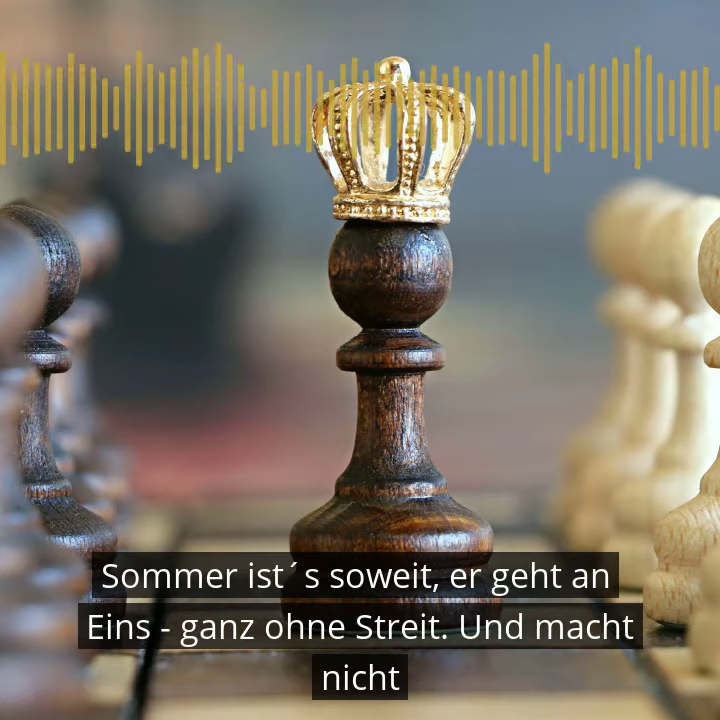 Sommer ist´s soweit, er geht an
Eins - ganz ohne Streit. Und macht
nicht